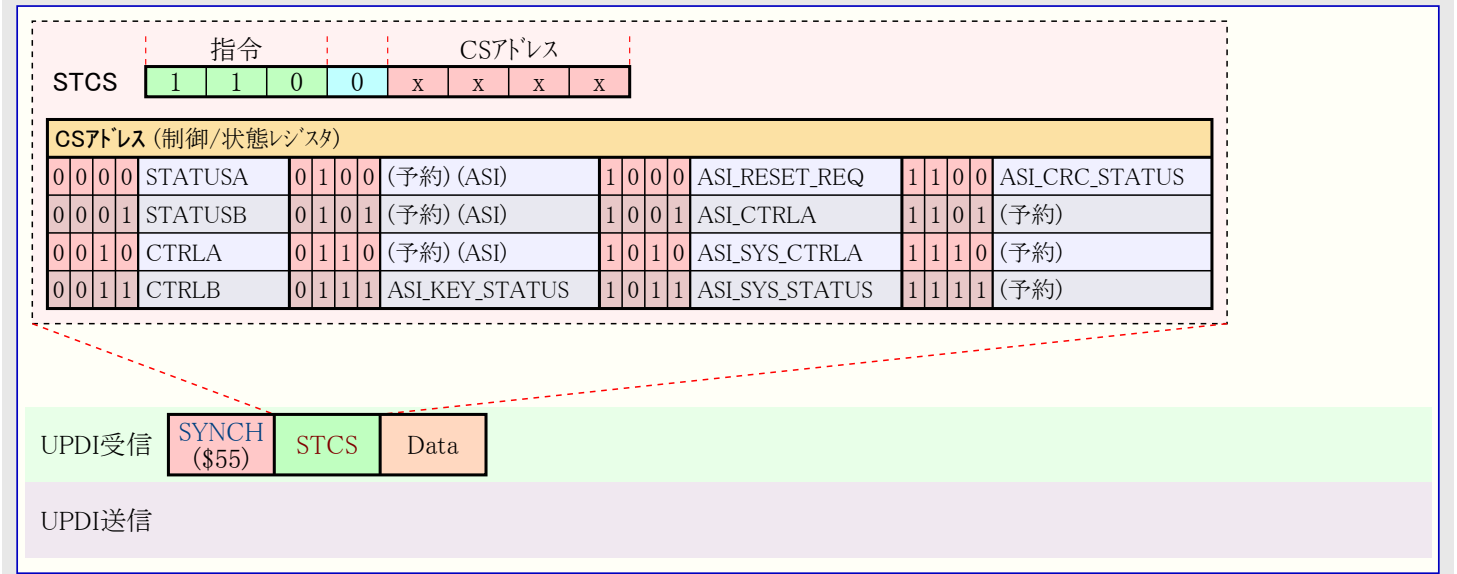 指令 CSｱﾄﾞﾚｽ
STCS 1 1 0 0 x x x x
CSｱﾄﾞﾚｽ (制御/状態ﾚｼﾞｽﾀ)
0 0 0 0 STATUSA 0 1 0 0 (予約) (ASI) 1 0 0 0 ASI_RESET_REQ 1 1 0 0 ASI_CRC_STATUS
0 0 0 1 STATUSB 0 1 0 1 (予約) (ASI) 1 0 0 1 ASI_CTRLA 1 1 0 1 (予約)
0 0 1 0 CTRLA 0 1 1 0 (予約) (ASI) 1 0 1 0 ASI_SYS_CTRLA 1 1 1 0 (予約)
0 0 1 1 CTRLB 0 1 1 1 ASI_KEY_STATUS 1 0 1 1 ASI_SYS_STATUS 1 1 1 1 (予約)
UPDI受信 SYNCH STCS Data
($55)
UPDI送信